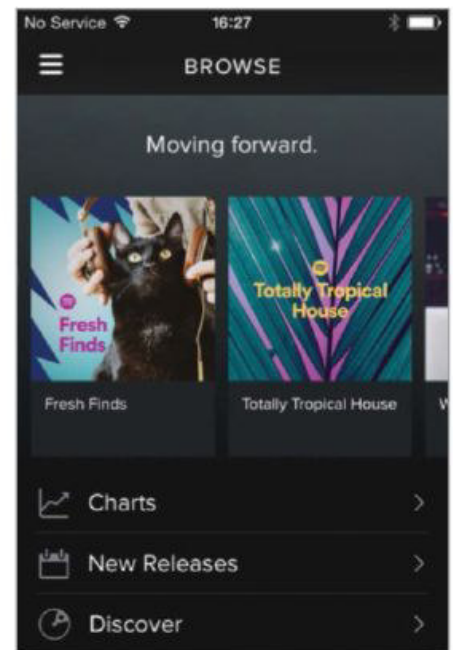 No Service 16:27
BROWSE
Moving forward.
Fresh
Finds
Totally Tropical
House
Fresh Finds
Totally Tropical House
W
Charts
New Releases
Discover